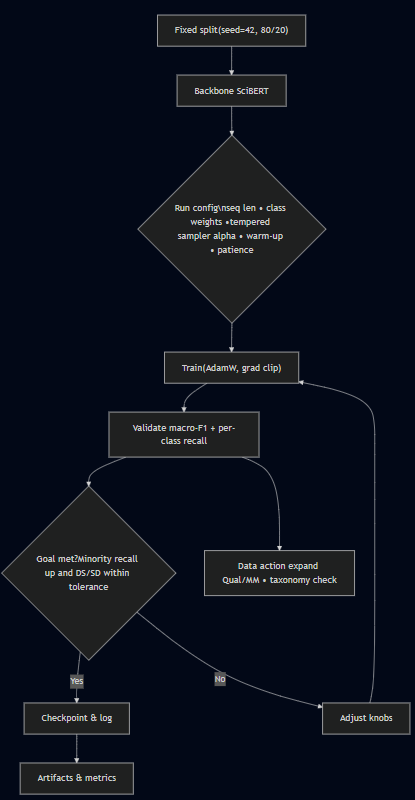 Fixed split(seed=42, 80/20)
Backbone SciBERT
Run config\nseq len • class
weights •tempered
sampler alpha • warm-up
• patience
Train(AdamW, grad clip)
Validate macro-F1 + per-
class recall
Goal met?Minority recall
up and DS/SD within
tolerance
Data action expand
Qual/MM • taxonomy check
Yes
No
Checkpoint & log
Adjust knobs
Artifacts & metrics